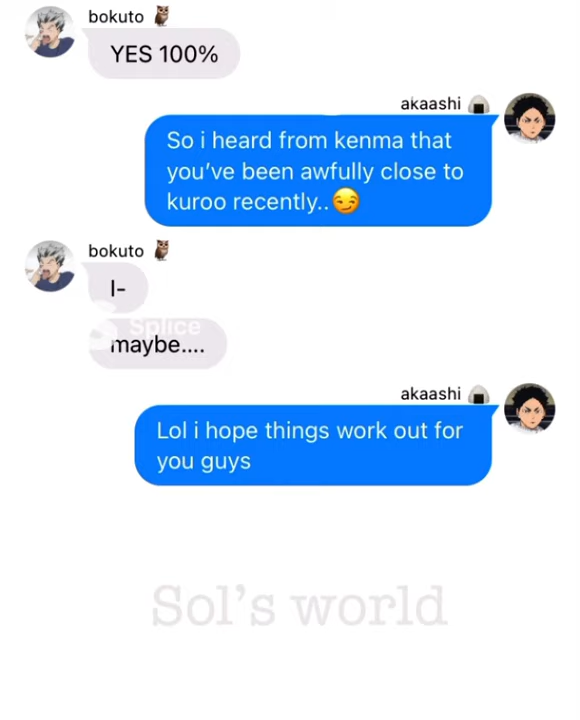 bokuto 🦉
YES 100%
akaashi 🍙
So i heard from kenma that
you've been awfully close to
kuroo recently..😏
bokuto 🦉
I-
Splice
maybe....
akaashi 🍙
Lol i hope things work out for
you guys
Sol's world